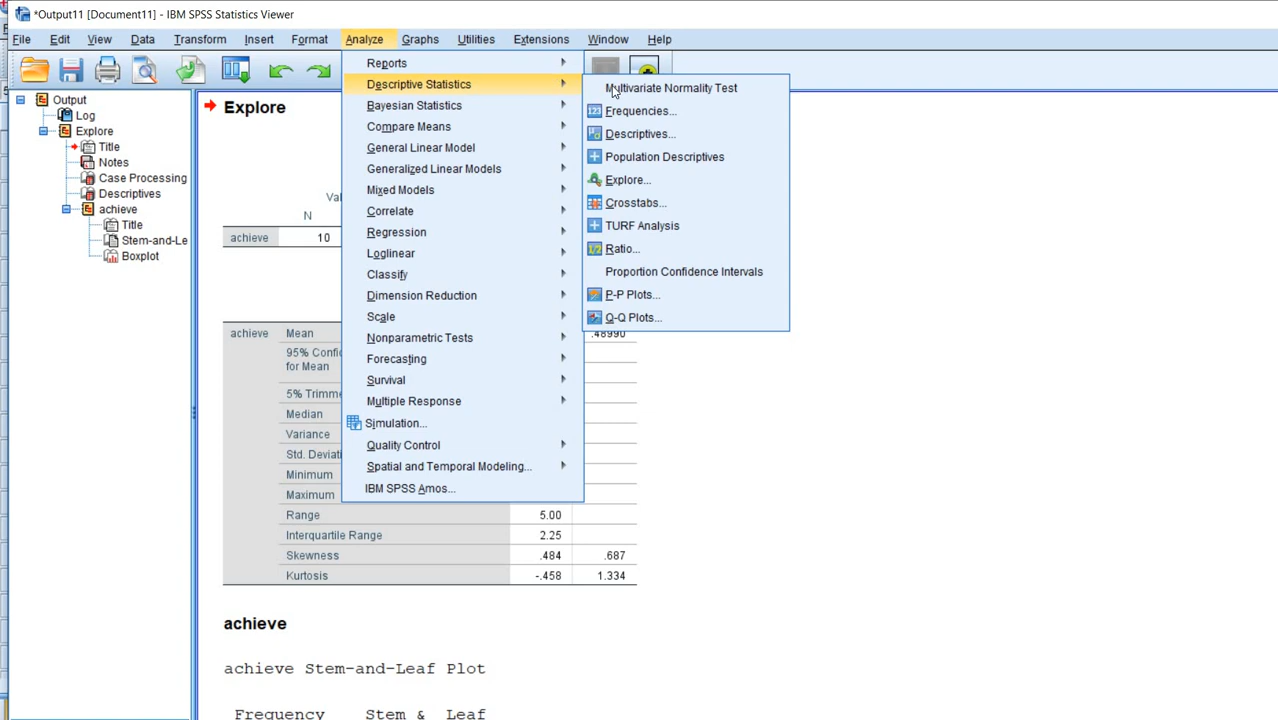 *Output11 [Document11] - IBM SPSS Statistics Viewer
File Edit View Data Transform Insert Format Analyze Graphs Utilities Extensions Window Help
Output
Log
Explore
Title
Notes
Case Processing
Descriptives
achieve
Title
Stem-and-Le
Boxplot
Explore
N
achieve 10
Reports
Descriptive Statistics
Bayesian Statistics
Compare Means
General Linear Model
Generalized Linear Models
Mixed Models
Correlate
Regression
Loglinear
Classify
Dimension Reduction
Scale
Nonparametric Tests
Forecasting
Survival
Multiple Response
Simulation...
Quality Control
Spatial and Temporal Modeling...
IBM SPSS Amos...
Multivariate Normality Test
Frequencies...
Descriptives...
Population Descriptives
Explore...
Crosstabs...
TURF Analysis
Ratio...
Proportion Confidence Intervals
P-P Plots...
Q-Q Plots...
achieve Mean .48990
95% Confid
for Mean
5% Trimme
Median
Variance
Std. Deviati
Minimum
Maximum
Range 5.00
Interquartile Range 2.25
Skewness .484 .687
Kurtosis -.458 1.334
achieve
achieve Stem-and-Leaf Plot
Frequency Stem & Leaf